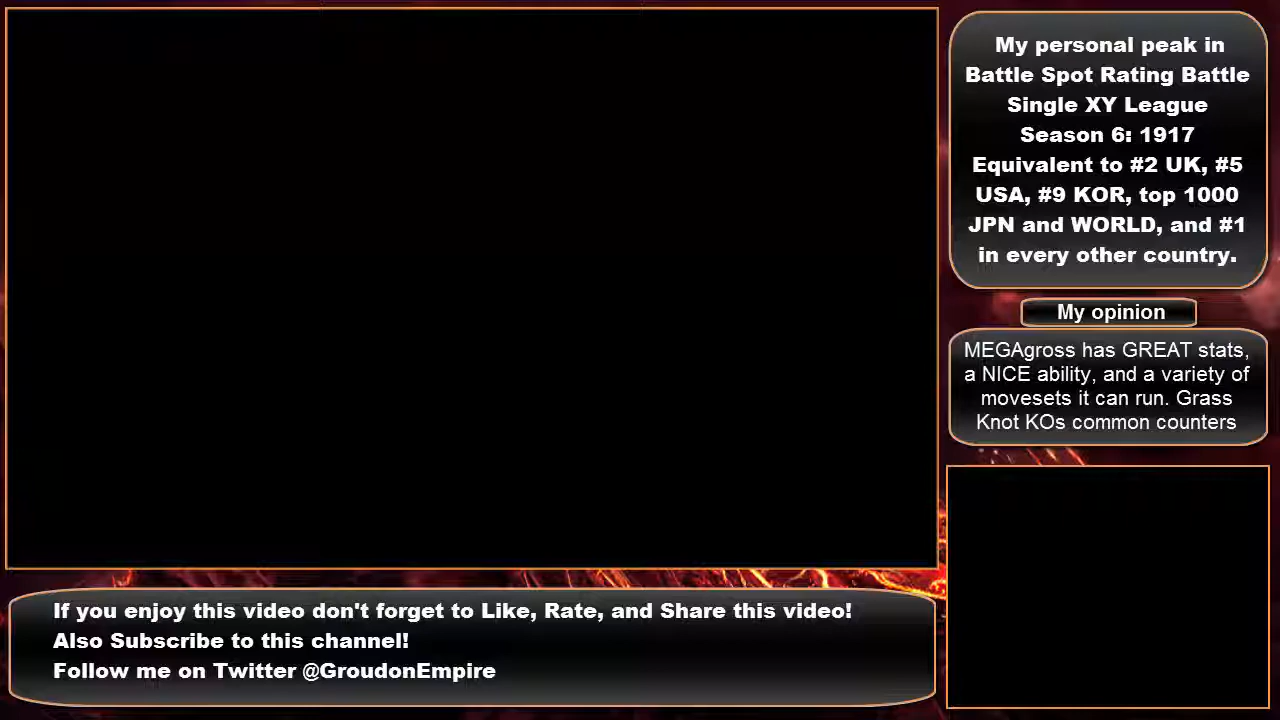 My personal peak in
Battle Spot Rating Battle
Single XY League
Season 6: 1917
Equivalent to #2 UK, #5
USA, #9 KOR, top 1000
JPN and WORLD, and #1
in every other country.
My opinion
MEGAgross has GREAT stats,
a NICE ability, and a variety of
movesets it can run. Grass
Knot KOs common counters
If you enjoy this video don't forget to Like, Rate, and Share this video!
Also Subscribe to this channel!
Follow me on Twitter @GroudonEmpire